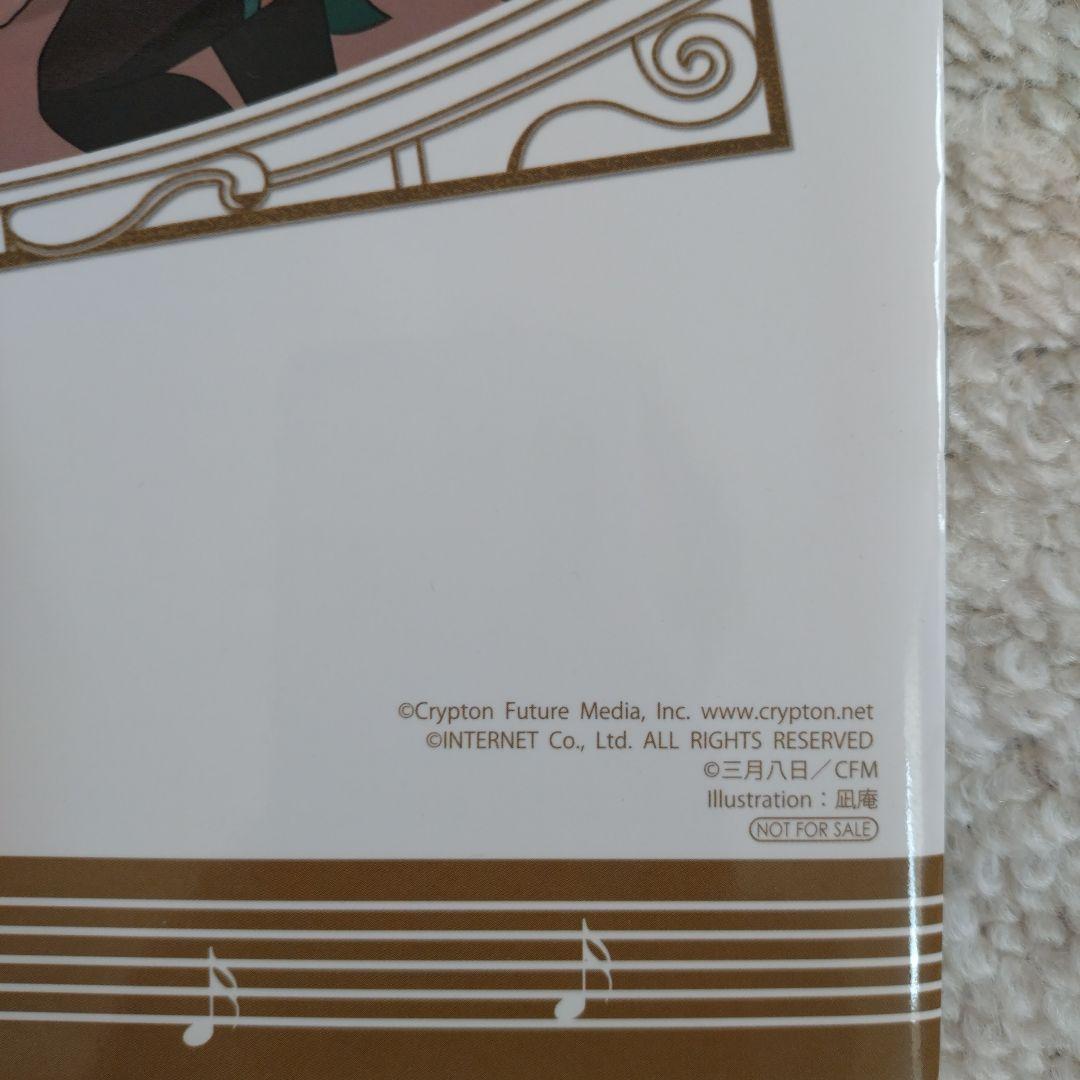 ©Crypton Future Media, Inc. www.crypton.net
©INTERNET Co., Ltd. ALL RIGHTS RESERVED
©三月八日／CFM
Illustration：凪庵
NOT FOR SALE